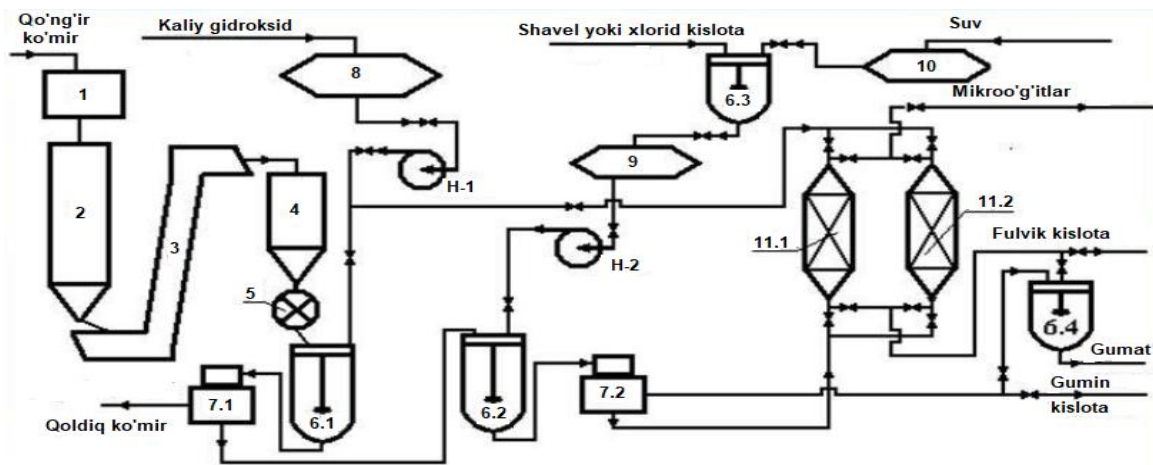 Qo'ng'ir
ko'mir
Kaliy gidroksid
Shavel yoki xlorid kislota
Suv
1
8
6.3
10
Mikroo'g'itlar
2
3
4
H-1
9
11.1
11.2
H-2
Fulvik kislota
5
6.4
Gumat
7.1
6.1
6.2
7.2
Gumin
kislota
Qoldiq ko'mir